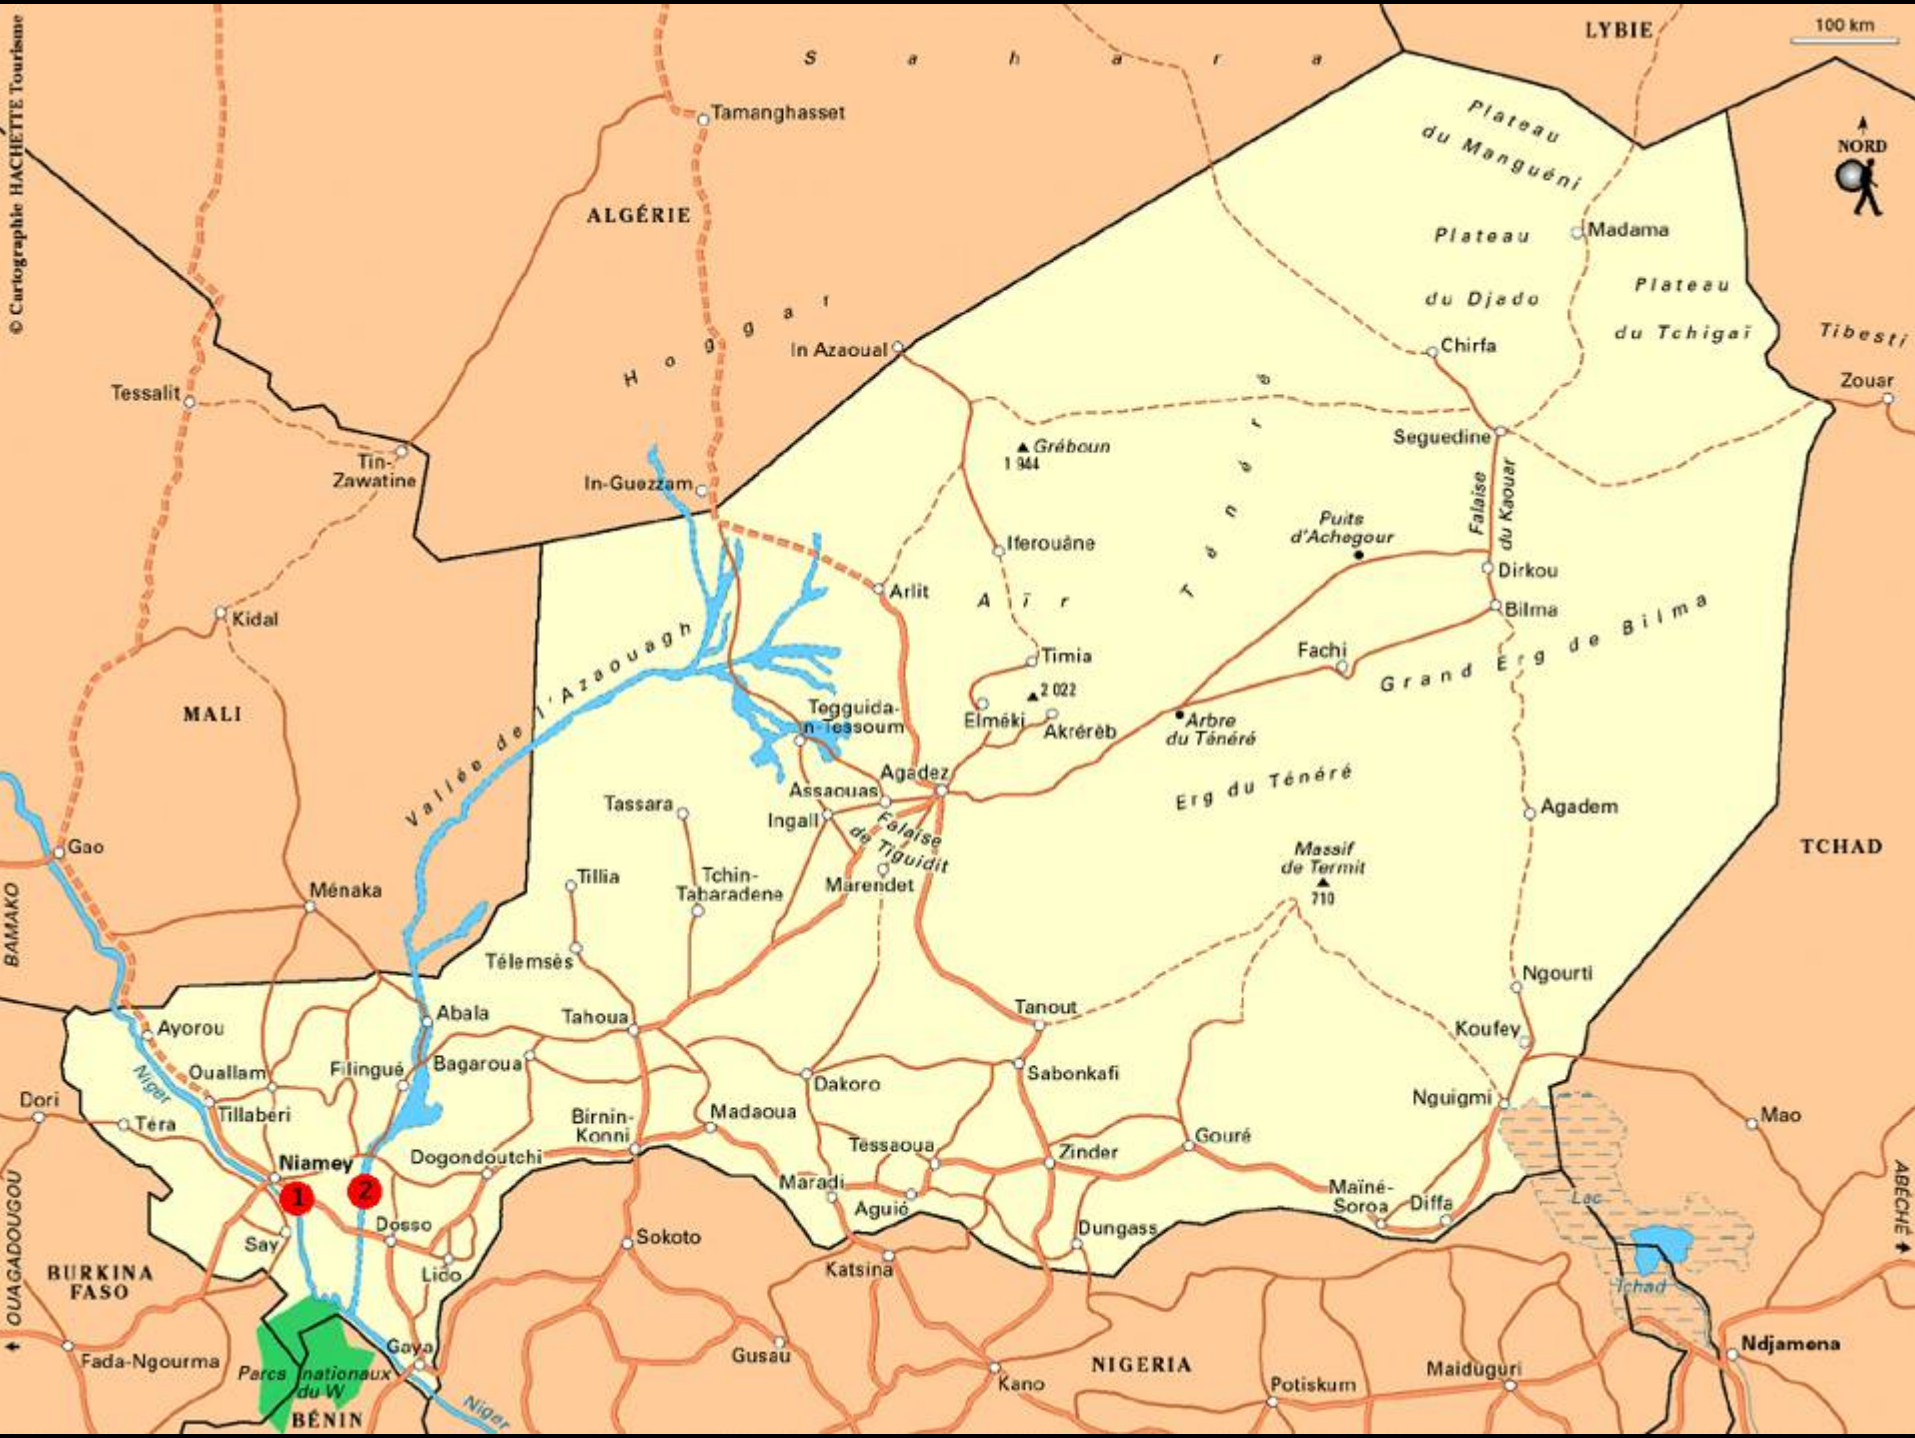 © Cartographie HACHETTE Tourisme
LYBIE
100 km
NORD
Sahara
Tamanghasset
ALGÉRIE
Plateau
du Manguéni
Plateau
du Djado
Madama
Plateau
du Tchigaï
Tibesti
Zouar
Chirfa
Hoggar
In Azaoual
Tessalit
Tin-
Zawatine
In-Guezzam
Gréboun
1 944
Ténéré
Seguedine
Falaise
du Kaouar
Puits
d'Achegour
Dirkou
Bilma
Iferouâne
Arlit
Aïr
Kidal
Timia
Fachi
Grand Erg de Bilma
2 022
Elméki
Akrérèb
Arbre
du Ténéré
MALI
Vallée de l'Azaouagh
Tegguida-
n-Tessoum
Agadez
Assaouas
Ingall
Tassara
Erg du Ténéré
Agadem
Falaise
de Tiguidit
Marendet
Massif
de Termit
710
TCHAD
Gao
BAMAKO
Ménaka
Tillia
Tchin-
Tabaradene
Télemsès
Ngourti
Tanout
Koufey
Ayorou
Abala
Tahoua
Niger
Ouallam
Filingué
Bagaroua
Dakoro
Sabonkafi
Nguigmi
Mao
Dori
Téra
Tillabéri
Birnin-
Konni
Madaoua
Tessaoua
Zinder
Gouré
Niamey
1
2
Dogondoutchi
Maradi
Aguié
Maïné-
Soroa
Diffa
Lac
Tchad
ABÉCHÉ
OUAGADOUGOU
Say
Dosso
Lido
Sokoto
Katsina
Dungass
BURKINA
FASO
Fada-Ngourma
Gaya
Parcs nationaux
du W
BÉNIN
Niger
Gusau
Kano
NIGERIA
Potiskum
Maiduguri
Ndjamena